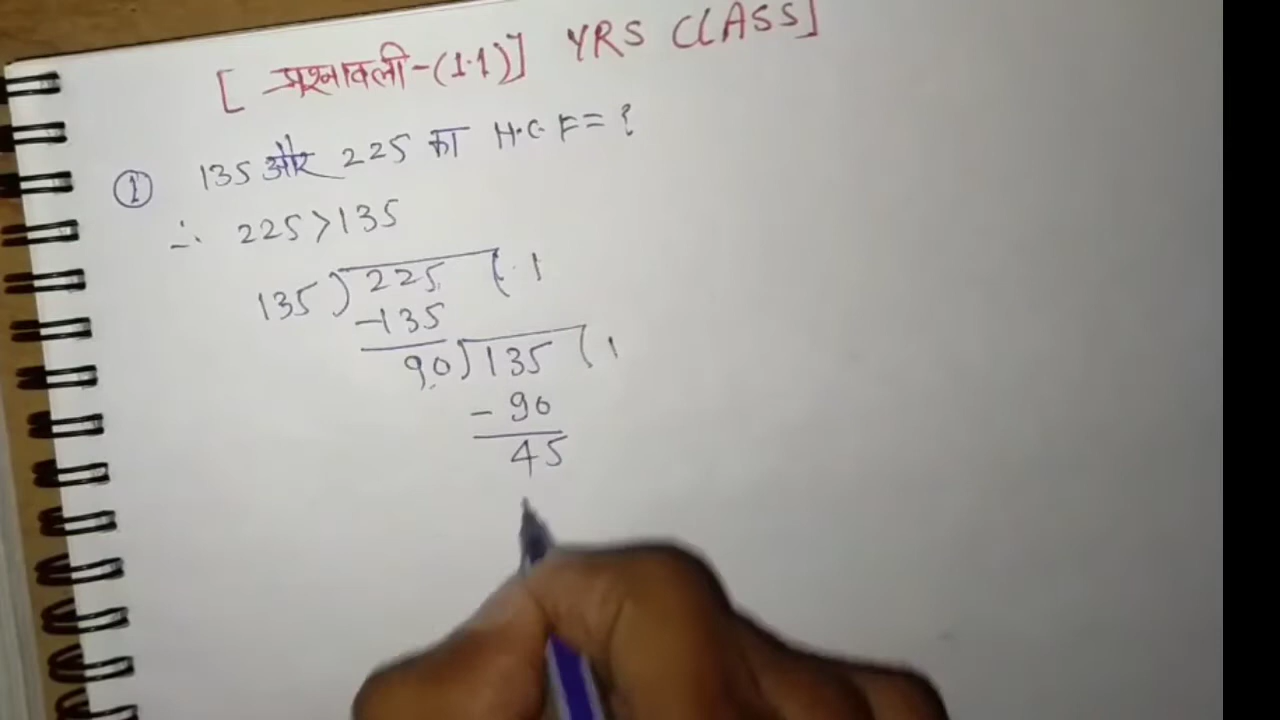 [ प्रश्नावली-(1.1)] YRS CLASS]
① 135 और 225 का H.C.F= ?
∴ 225>135
135 ) 225 ( 1
-135
90 ) 135 ( 1
- 90
45